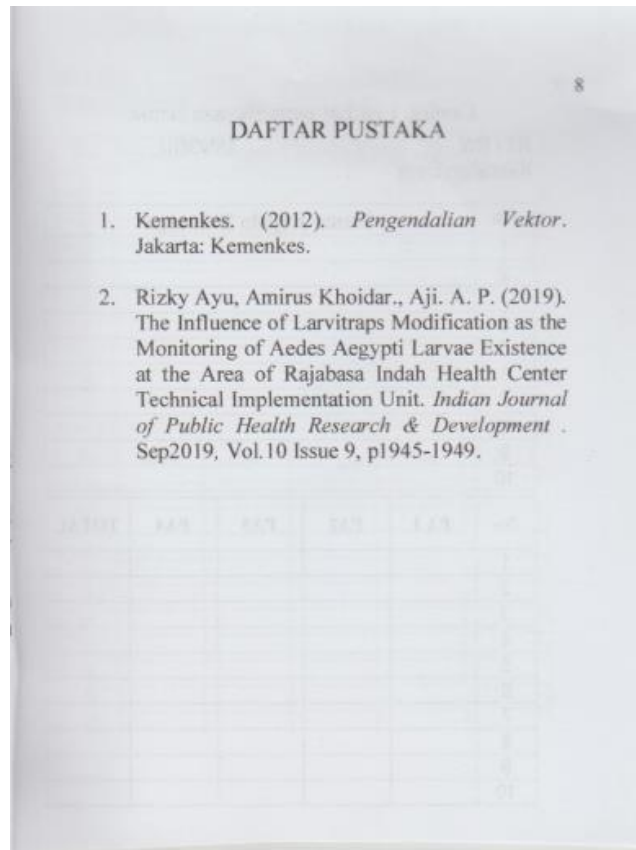 8
DAFTAR PUSTAKA
1. Kemenkes. (2012). Pengendalian Vektor.
Jakarta: Kemenkes.
2. Rizky Ayu, Amirus Khoidar., Aji. A. P. (2019).
The Influence of Larvitraps Modification as the
Monitoring of Aedes Aegypti Larvae Existence
at the Area of Rajabasa Indah Health Center
Technical Implementation Unit. Indian Journal
of Public Health Research & Development .
Sep2019, Vol.10 Issue 9, p1945-1949.